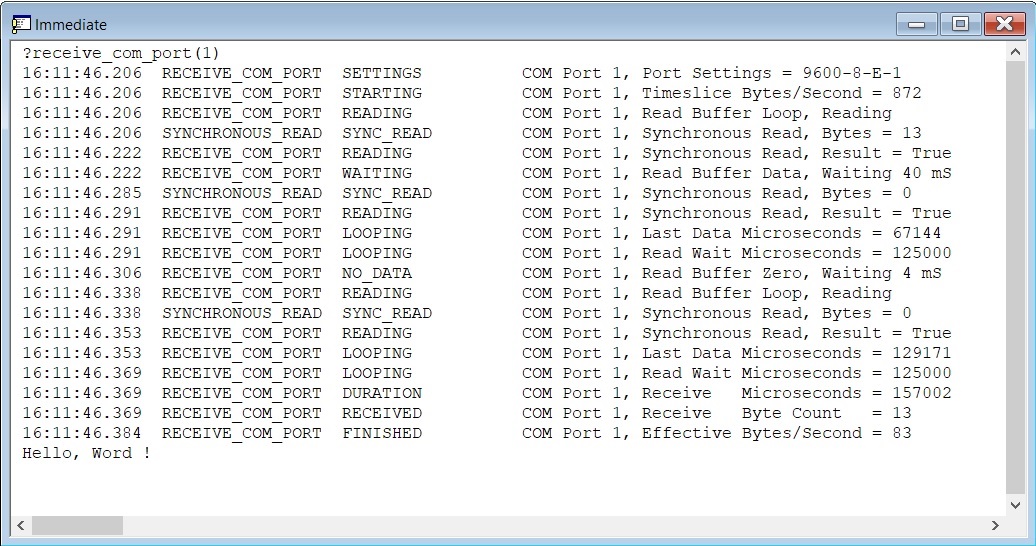 Immediate
?receive_com_port(1)
16:11:46.206  RECEIVE_COM_PORT  SETTINGS          COM Port 1, Port Settings = 9600-8-E-1
16:11:46.206  RECEIVE_COM_PORT  STARTING          COM Port 1, Timeslice Bytes/Second = 872
16:11:46.206  RECEIVE_COM_PORT  READING           COM Port 1, Read Buffer Loop, Reading
16:11:46.206  SYNCHRONOUS_READ  SYNC_READ         COM Port 1, Synchronous Read, Bytes = 13
16:11:46.222  RECEIVE_COM_PORT  READING           COM Port 1, Synchronous Read, Result = True
16:11:46.222  RECEIVE_COM_PORT  WAITING           COM Port 1, Read Buffer Data, Waiting 40 mS
16:11:46.285  SYNCHRONOUS_READ  SYNC_READ         COM Port 1, Synchronous Read, Bytes = 0
16:11:46.291  RECEIVE_COM_PORT  READING           COM Port 1, Synchronous Read, Result = True
16:11:46.291  RECEIVE_COM_PORT  LOOPING           COM Port 1, Last Data Microseconds = 67144
16:11:46.291  RECEIVE_COM_PORT  LOOPING           COM Port 1, Read Wait Microseconds = 125000
16:11:46.306  RECEIVE_COM_PORT  NO_DATA           COM Port 1, Read Buffer Zero, Waiting 4 mS
16:11:46.338  RECEIVE_COM_PORT  READING           COM Port 1, Read Buffer Loop, Reading
16:11:46.338  SYNCHRONOUS_READ  SYNC_READ         COM Port 1, Synchronous Read, Bytes = 0
16:11:46.353  RECEIVE_COM_PORT  READING           COM Port 1, Synchronous Read, Result = True
16:11:46.353  RECEIVE_COM_PORT  LOOPING           COM Port 1, Last Data Microseconds = 129171
16:11:46.369  RECEIVE_COM_PORT  LOOPING           COM Port 1, Read Wait Microseconds = 125000
16:11:46.369  RECEIVE_COM_PORT  DURATION          COM Port 1, Receive   Microseconds = 157002
16:11:46.369  RECEIVE_COM_PORT  RECEIVED          COM Port 1, Receive   Byte Count   = 13
16:11:46.384  RECEIVE_COM_PORT  FINISHED          COM Port 1, Effective Bytes/Second = 83
Hello, Word !